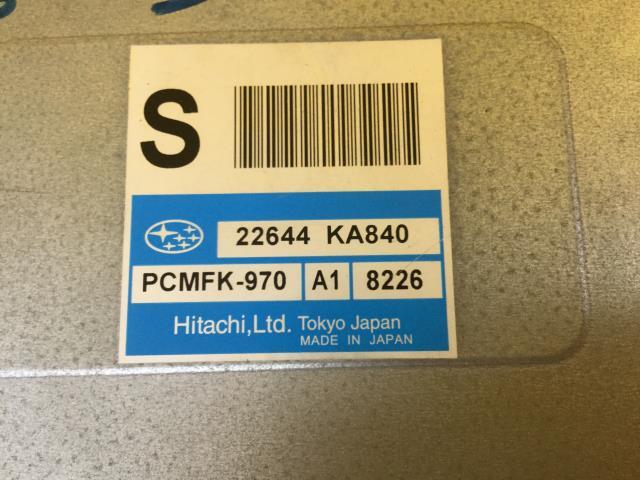 S
22644 KA840
PCMFK-970 A1 8226
Hitachi,Ltd. Tokyo Japan
MADE IN JAPAN